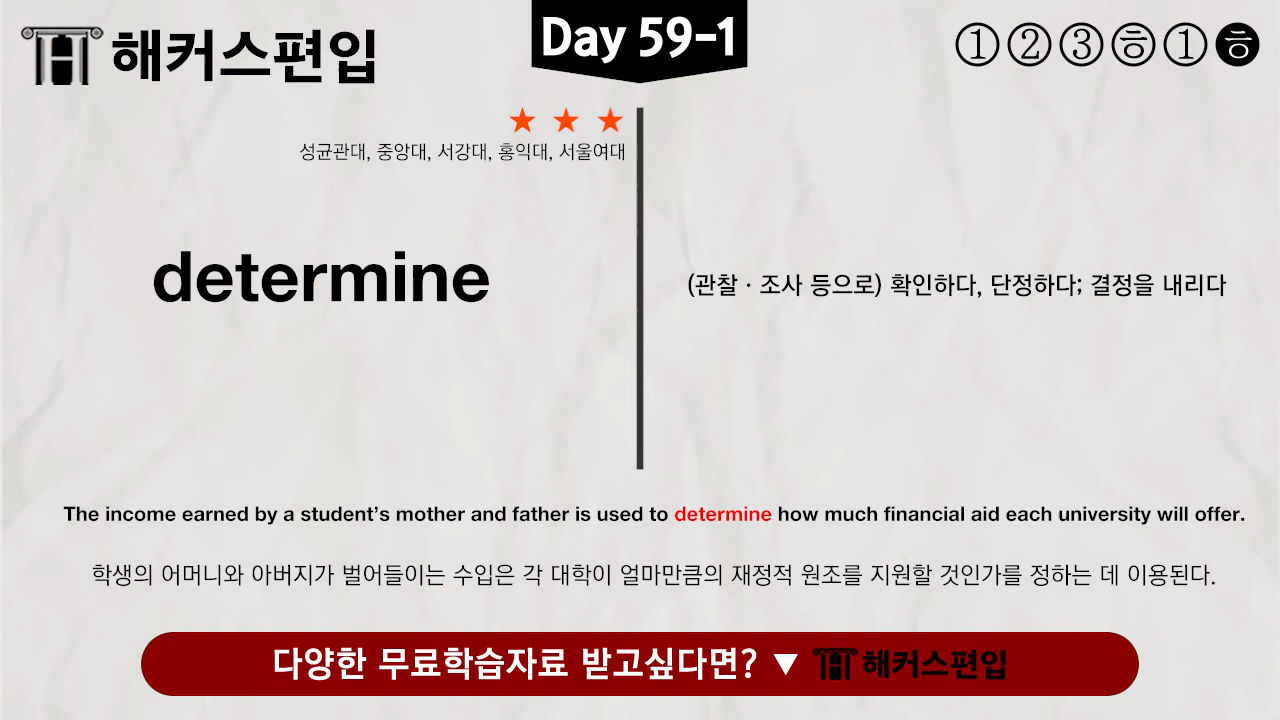 해커스편입
Day 59-1
① ② ③ ㉻ ① ㅎ
★ ★ ★
성균관대, 중앙대, 서강대, 홍익대, 서울여대
determine
(관찰 · 조사 등으로) 확인하다, 단정하다; 결정을 내리다
The income earned by a student’s mother and father is used to determine how much financial aid each university will offer.
학생의 어머니와 아버지가 벌어들이는 수입은 각 대학이 얼마만큼의 재정적 원조를 지원할 것인가를 정하는 데 이용된다.
다양한 무료학습자료 받고싶다면? ▼ 해커스편입